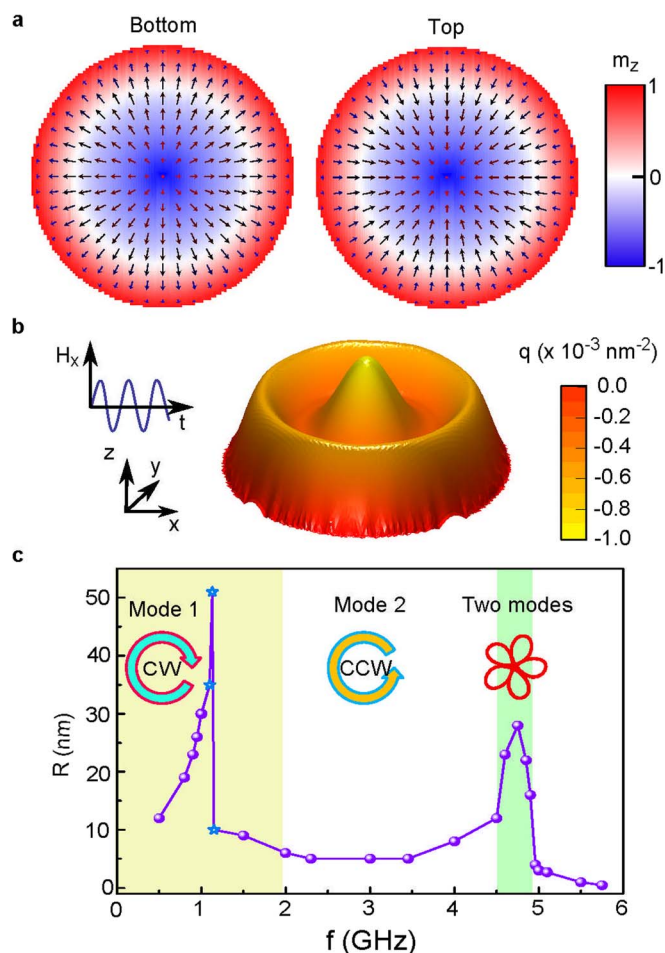 a
Bottom
Top
m_z
1
0
-1
b
H_X
t
z
y
x
q (x 10⁻³ nm⁻²)
0.0
-0.2
-0.4
-0.6
-0.8
-1.0
c
50
40
30
20
10
0
R (nm)
Mode 1
CW
Mode 2
CCW
Two modes
0 1 2 3 4 5 6
f (GHz)